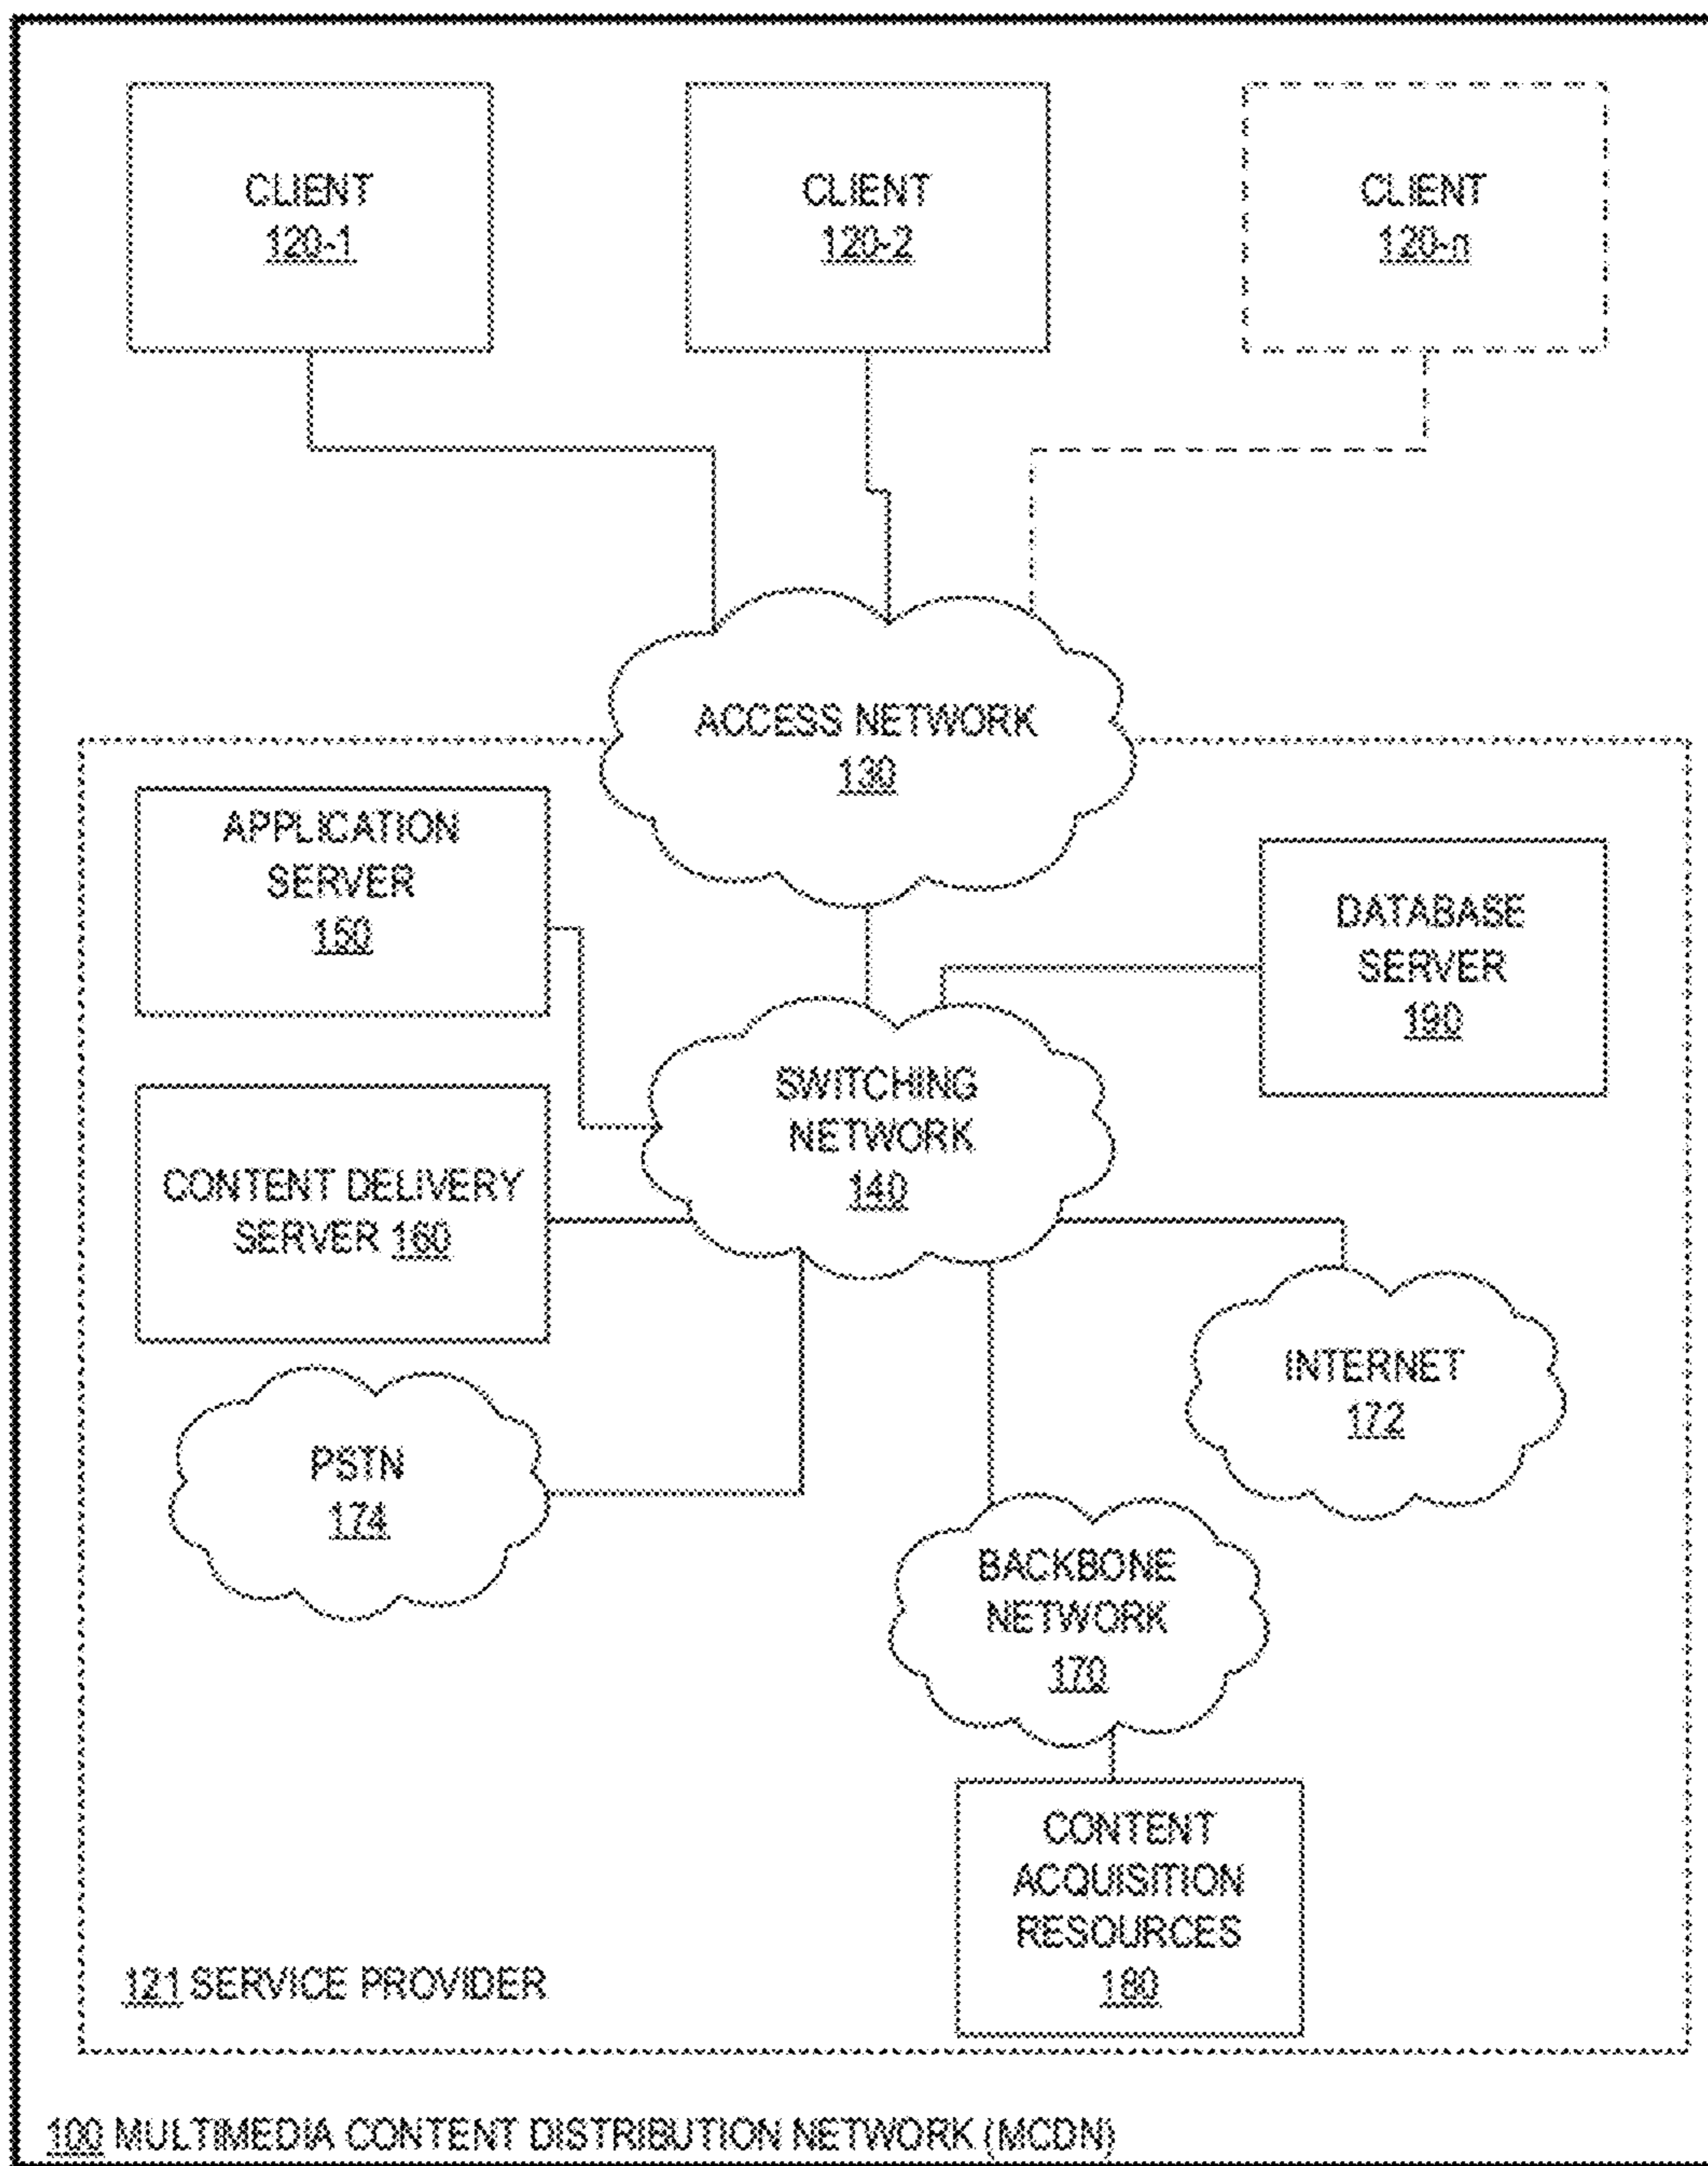 CLIENT
120-1
CLIENT
120-2
CLIENT
120-n
ACCESS NETWORK
130
APPLICATION
SERVER
150
DATABASE
SERVER
190
SWITCHING
NETWORK
140
CONTENT DELIVERY
SERVER 160
INTERNET
172
PSTN
174
BACKBONE
NETWORK
170
CONTENT
ACQUISITION
RESOURCES
180
121 SERVICE PROVIDER
100 MULTIMEDIA CONTENT DISTRIBUTION NETWORK (MCDN)